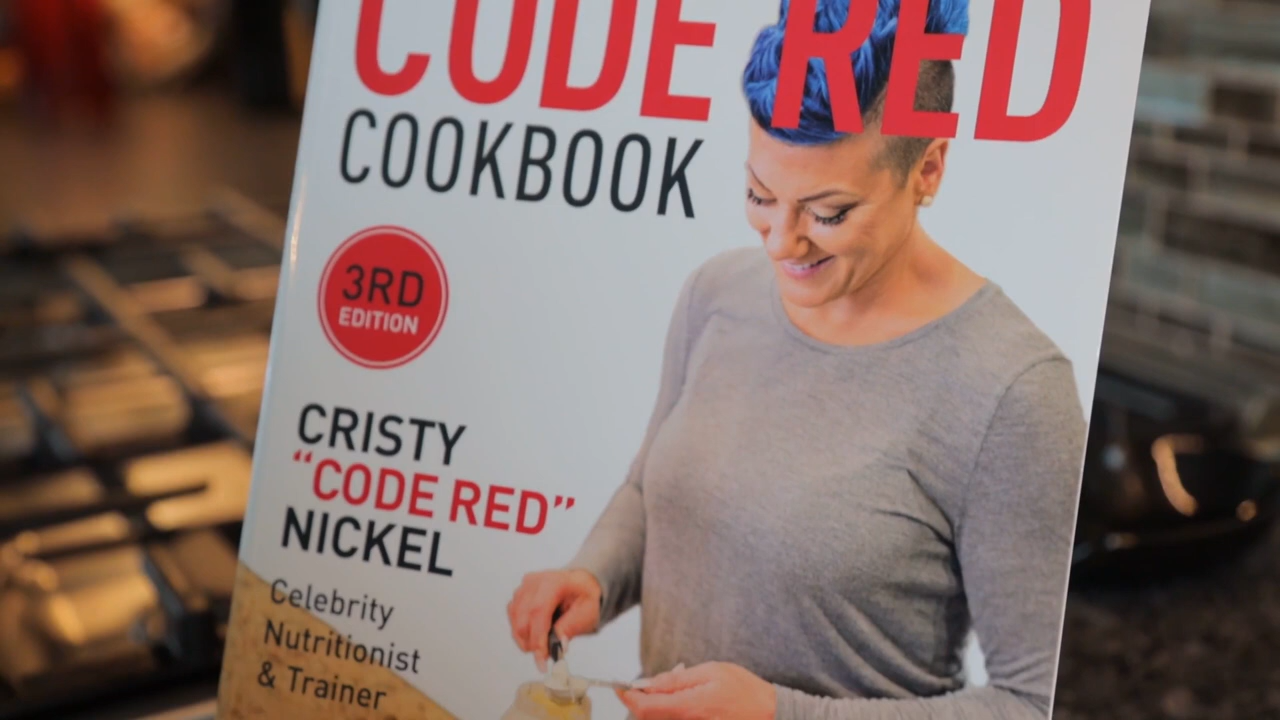 CODE RED
COOKBOOK
3RD
EDITION
CRISTY
“CODE RED”
NICKEL
Celebrity
Nutritionist
& Trainer